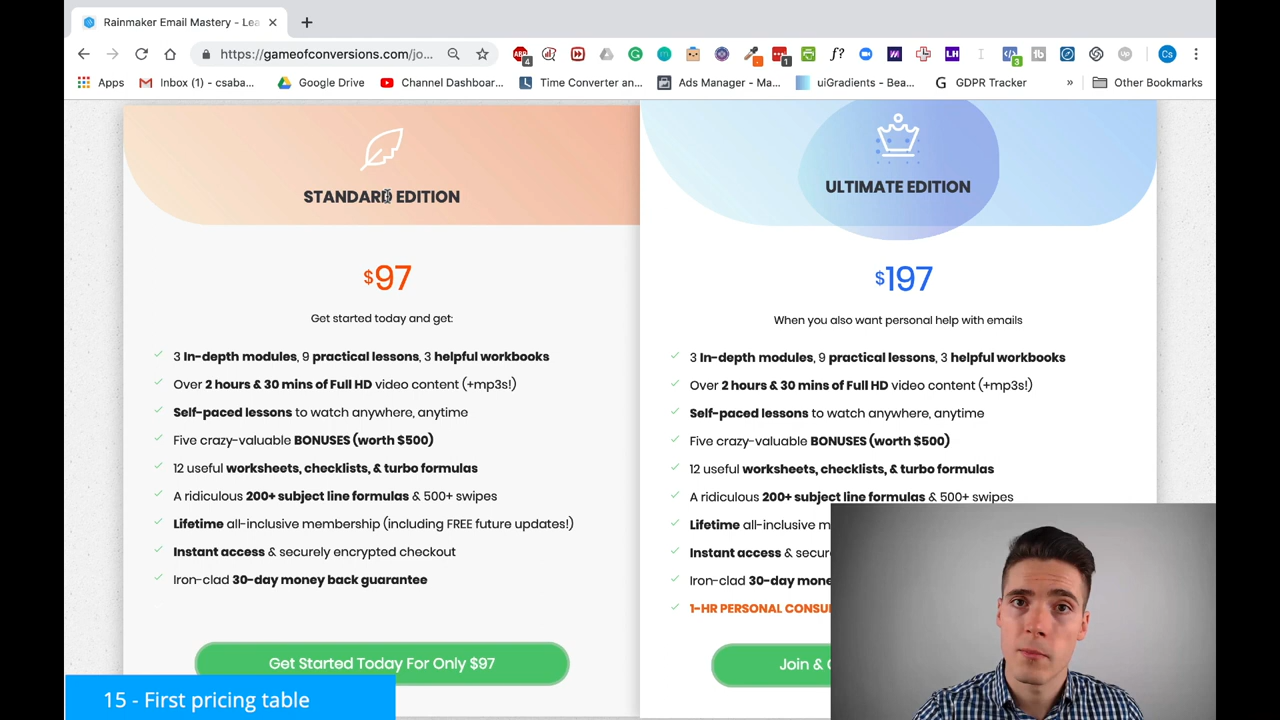 Rainmaker Email Mastery - Lea
https://gameofconversions.com/jo...
Apps
Inbox (1) - csaba...
Google Drive
Channel Dashboar...
Time Converter an...
Ads Manager - Ma...
uiGradients - Bea...
GDPR Tracker
»
Other Bookmarks
STANDARD EDITION
$97
Get started today and get:
3 In-depth modules, 9 practical lessons, 3 helpful workbooks
Over 2 hours & 30 mins of Full HD video content (+mp3s!)
Self-paced lessons to watch anywhere, anytime
Five crazy-valuable BONUSES (worth $500)
12 useful worksheets, checklists, & turbo formulas
A ridiculous 200+ subject line formulas & 500+ swipes
Lifetime all-inclusive membership (including FREE future updates!)
Instant access & securely encrypted checkout
Iron-clad 30-day money back guarantee
Get Started Today For Only $97
ULTIMATE EDITION
$197
When you also want personal help with emails
3 In-depth modules, 9 practical lessons, 3 helpful workbooks
Over 2 hours & 30 mins of Full HD video content (+mp3s!)
Self-paced lessons to watch anywhere, anytime
Five crazy-valuable BONUSES (worth $500)
12 useful worksheets, checklists, & turbo formulas
A ridiculous 200+ subject line formulas & 500+ swipes
Lifetime all-inclusive m
Instant access & secur
Iron-clad 30-day mone
1-HR PERSONAL CONSU
Join &
15 - First pricing table